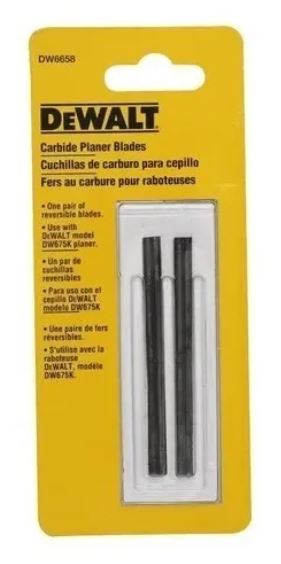 DW6658
DEWALT
Carbide Planer Blades
Cuchillas de carburo para cepillo
Fers au carbure pour raboteuses
• One pair of
reversible blades.
• Use with
DEWALT model
DW675K planer.
• Un par de
cuchillas
reversibles
• Para uso con el
cepillo DEWALT
modelo DW675K
• Une paire de fers
réversibles.
• S'utilise avec la
raboteuse
DEWALT, modèle
DW675K.